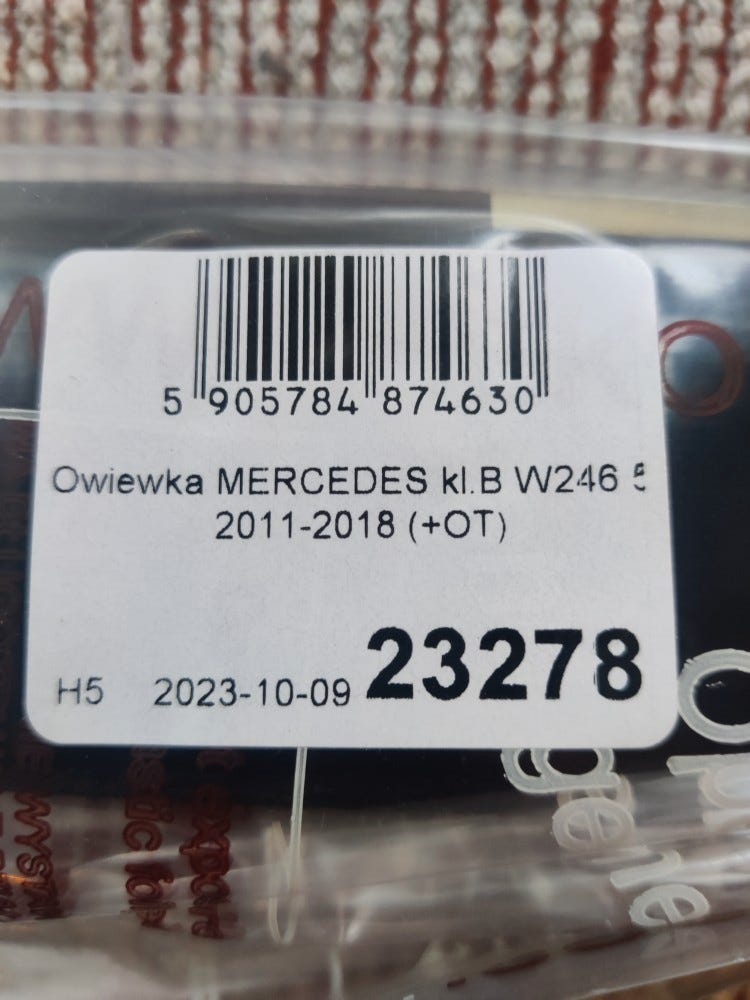 5 905784 874630
Owiewka MERCEDES kl.B W246 5
2011-2018 (+OT)
H5 2023-10-09 23278